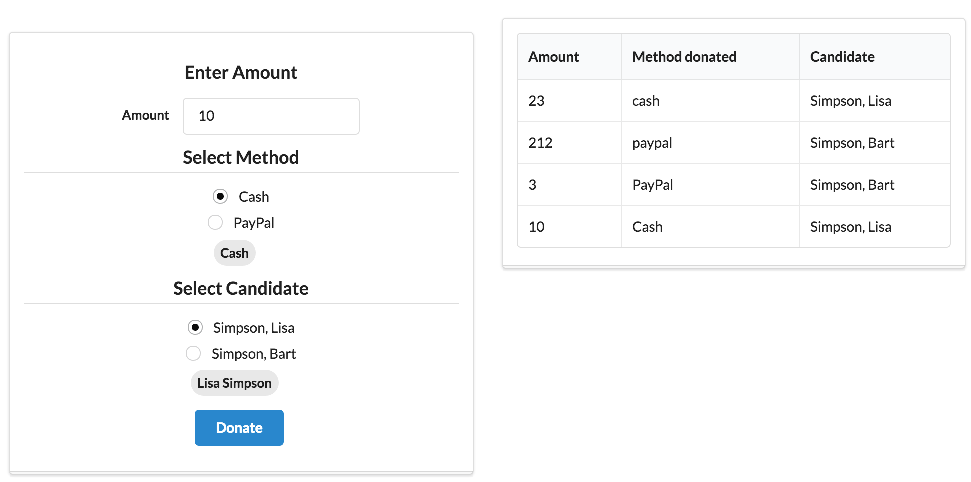 Enter Amount
Amount 10
Select Method
Cash
PayPal
Cash
Select Candidate
Simpson, Lisa
Simpson, Bart
Lisa Simpson
Donate
Amount Method donated Candidate
23 cash Simpson, Lisa
212 paypal Simpson, Bart
3 PayPal Simpson, Bart
10 Cash Simpson, Lisa